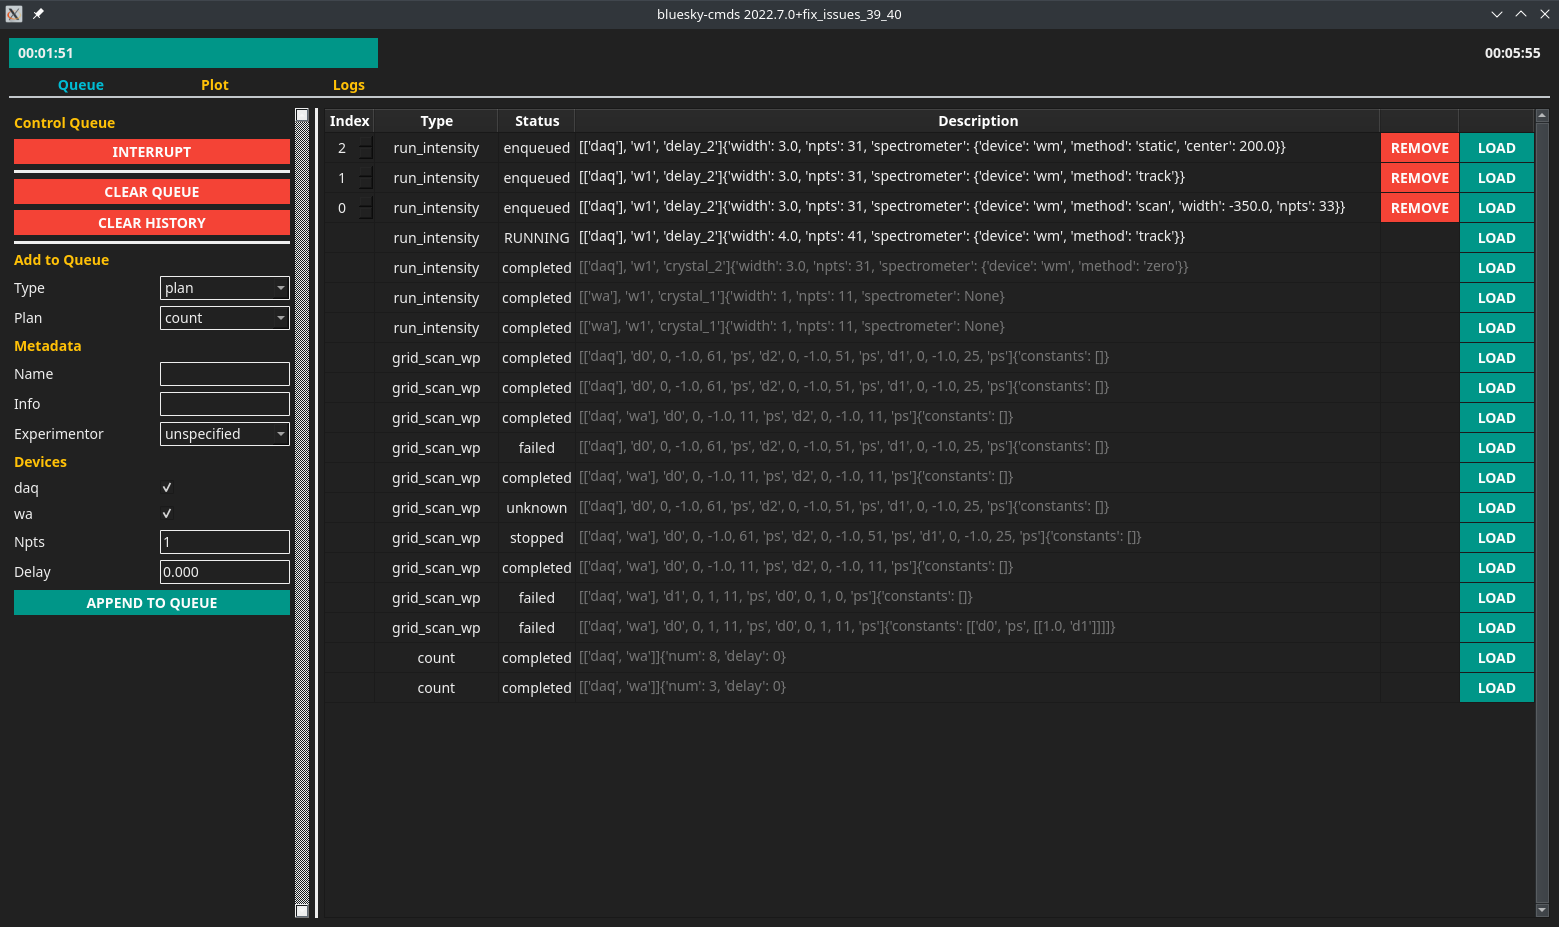 bluesky-cmds 2022.7.0+fix_issues_39_40
00:01:51 00:05:55
Queue Plot Logs
Control Queue
INTERRUPT
CLEAR QUEUE
CLEAR HISTORY
Add to Queue
Type plan
Plan count
Metadata
Name
Info
Experimentor unspecified
Devices
daq ✓
wa ✓
Npts 1
Delay 0.000
APPEND TO QUEUE
Index Type Status Description
2 run_intensity enqueued [['daq'], 'w1', 'delay_2']{'width': 3.0, 'npts': 31, 'spectrometer': {'device': 'wm', 'method': 'static', 'center': 200.0}} REMOVE LOAD
1 run_intensity enqueued [['daq'], 'w1', 'delay_2']{'width': 3.0, 'npts': 31, 'spectrometer': {'device': 'wm', 'method': 'track'}} REMOVE LOAD
0 run_intensity enqueued [['daq'], 'w1', 'delay_2']{'width': 3.0, 'npts': 31, 'spectrometer': {'device': 'wm', 'method': 'scan', 'width': -350.0, 'npts': 33}} REMOVE LOAD
run_intensity RUNNING [['daq'], 'w1', 'delay_2']{'width': 4.0, 'npts': 41, 'spectrometer': {'device': 'wm', 'method': 'track'}} LOAD
run_intensity completed [['daq'], 'w1', 'crystal_2']{'width': 3.0, 'npts': 31, 'spectrometer': {'device': 'wm', 'method': 'zero'}} LOAD
run_intensity completed [['wa'], 'w1', 'crystal_1']{'width': 1, 'npts': 11, 'spectrometer': None} LOAD
run_intensity completed [['wa'], 'w1', 'crystal_1']{'width': 1, 'npts': 11, 'spectrometer': None} LOAD
grid_scan_wp completed [['daq'], 'd0', 0, -1.0, 61, 'ps', 'd2', 0, -1.0, 51, 'ps', 'd1', 0, -1.0, 25, 'ps']{'constants': []} LOAD
grid_scan_wp completed [['daq'], 'd0', 0, -1.0, 61, 'ps', 'd2', 0, -1.0, 51, 'ps', 'd1', 0, -1.0, 25, 'ps']{'constants': []} LOAD
grid_scan_wp completed [['daq', 'wa'], 'd0', 0, -1.0, 11, 'ps', 'd2', 0, -1.0, 11, 'ps']{'constants': []} LOAD
grid_scan_wp failed [['daq'], 'd0', 0, -1.0, 61, 'ps', 'd2', 0, -1.0, 51, 'ps', 'd1', 0, -1.0, 25, 'ps']{'constants': []} LOAD
grid_scan_wp completed [['daq', 'wa'], 'd0', 0, -1.0, 11, 'ps', 'd2', 0, -1.0, 11, 'ps']{'constants': []} LOAD
grid_scan_wp unknown [['daq'], 'd0', 0, -1.0, 61, 'ps', 'd2', 0, -1.0, 51, 'ps', 'd1', 0, -1.0, 25, 'ps']{'constants': []} LOAD
grid_scan_wp stopped [['daq', 'wa'], 'd0', 0, -1.0, 61, 'ps', 'd2', 0, -1.0, 51, 'ps', 'd1', 0, -1.0, 25, 'ps']{'constants': []} LOAD
grid_scan_wp completed [['daq', 'wa'], 'd0', 0, -1.0, 11, 'ps', 'd2', 0, -1.0, 11, 'ps']{'constants': []} LOAD
grid_scan_wp failed [['daq', 'wa'], 'd1', 0, 1, 11, 'ps', 'd0', 0, 1, 0, 'ps']{'constants': []} LOAD
grid_scan_wp failed [['daq', 'wa'], 'd0', 0, 1, 11, 'ps', 'd0', 0, 1, 11, 'ps']{'constants': [['d0', 'ps', [[1.0, 'd1']]]]} LOAD
count completed [['daq', 'wa']]{'num': 8, 'delay': 0} LOAD
count completed [['daq', 'wa']]{'num': 3, 'delay': 0} LOAD